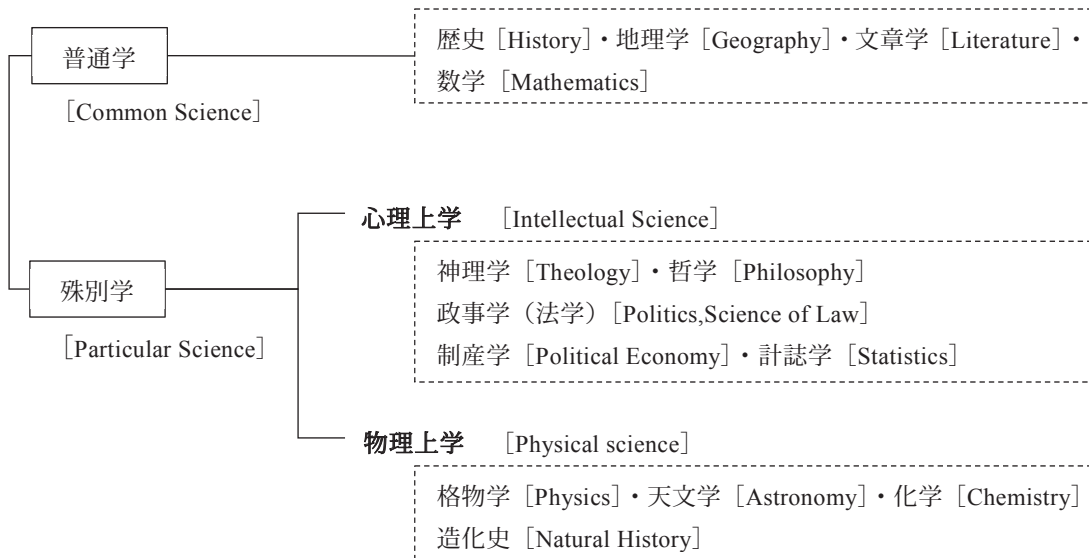 普通学
[Common Science]
歴史［History］・地理学［Geography］・文章学［Literature］・
数学［Mathematics］
殊別学
[Particular Science]
心理上学 ［Intellectual Science］
神理学［Theology］・哲学［Philosophy］
政事学（法学）［Politics,Science of Law］
制産学［Political Economy］・計誌学［Statistics］
物理上学 ［Physical science］
格物学［Physics］・天文学［Astronomy］・化学［Chemistry］
造化史［Natural History］